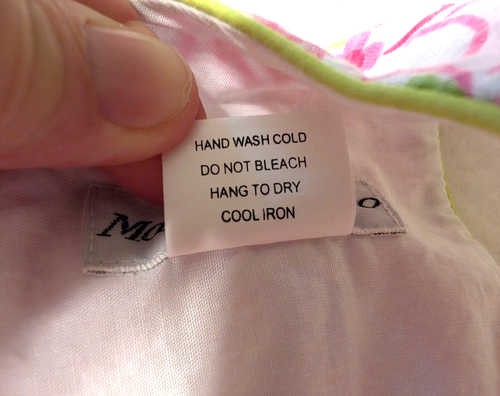 HAND WASH COLD
DO NOT BLEACH
HANG TO DRY
COOL IRON